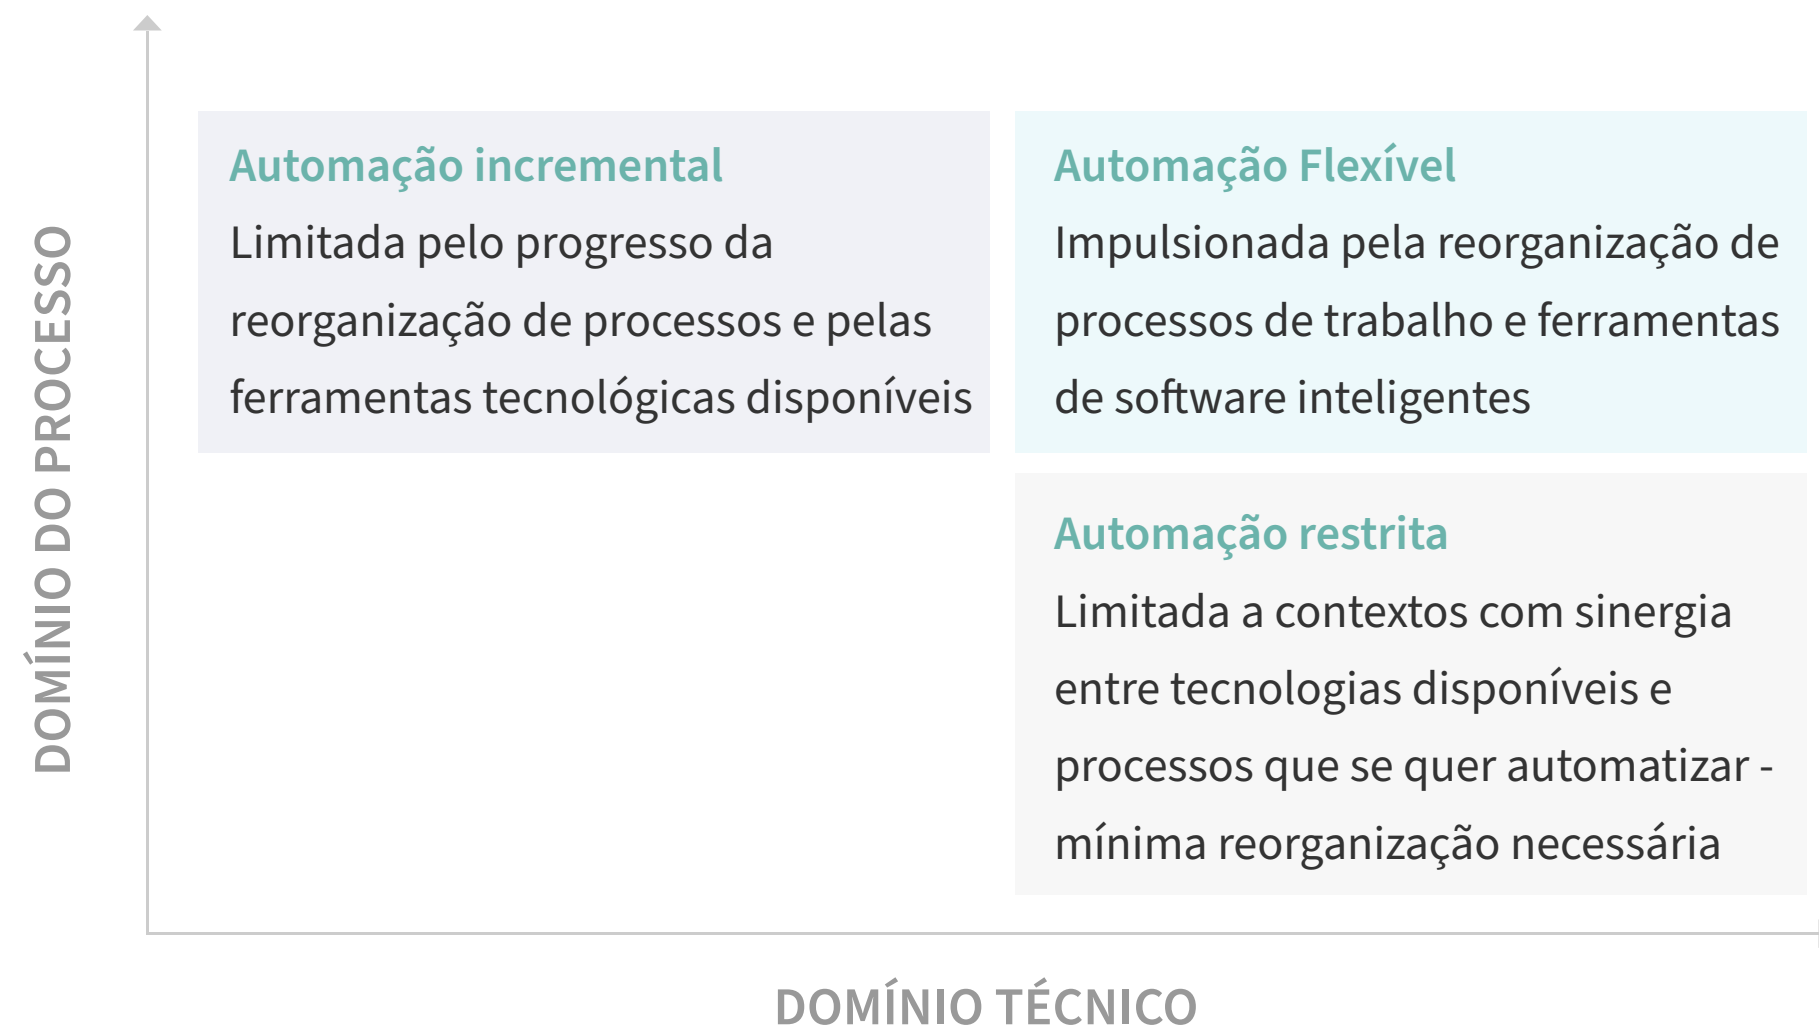 DOMÍNIO DO PROCESSO
Automação incremental
Limitada pelo progresso da
reorganização de processos e pelas
ferramentas tecnológicas disponíveis
Automação Flexível
Impulsionada pela reorganização de
processos de trabalho e ferramentas
de software inteligentes
Automação restrita
Limitada a contextos com sinergia
entre tecnologias disponíveis e
processos que se quer automatizar -
mínima reorganização necessária
DOMÍNIO TÉCNICO